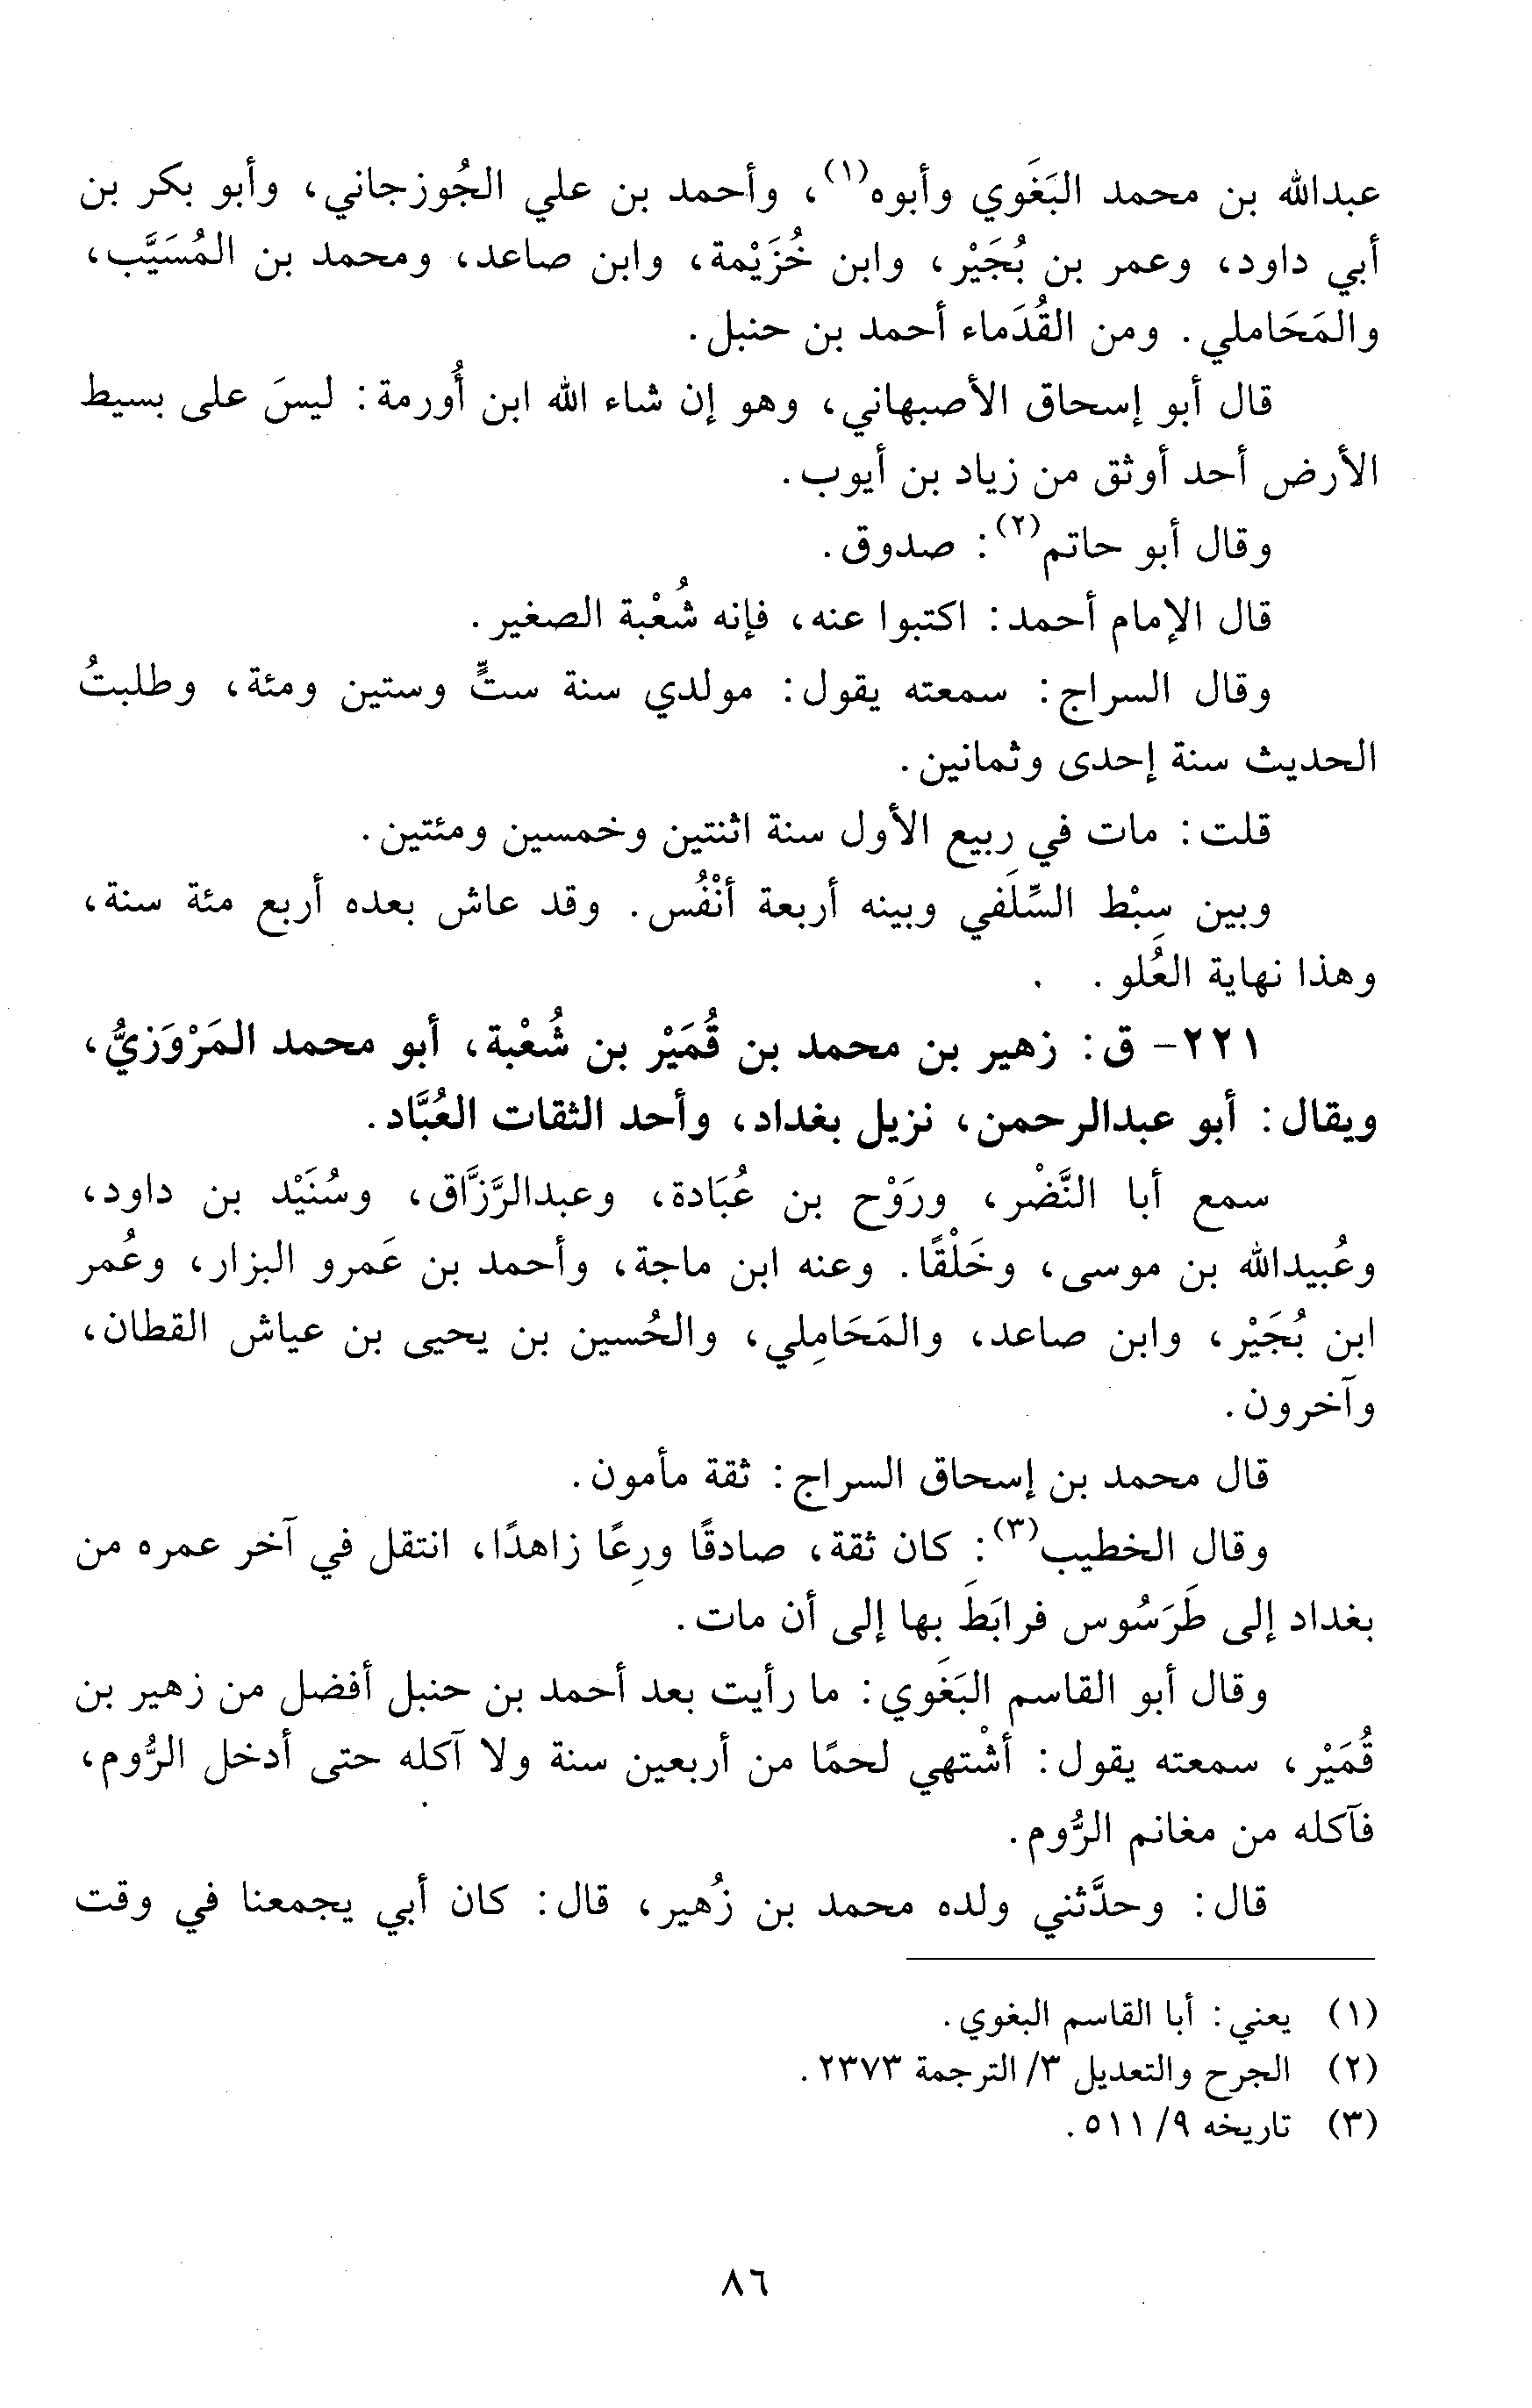 عبدالله بن محمد البَغَوي وأبوه(١)، وأحمد بن علي الجُوزجاني، وأبو بكر بن
أبي داود، وعمر بن بُجَيْر، وابن خُزَيْمة، وابن صاعد، ومحمد بن المُسَيَّب،
والمَحَاملي. ومن القُدَماء أحمد بن حنبل.
قال أبو إسحاق الأصبهاني، وهو إن شاء الله ابن أُورمة: ليسَ على بسيط
الأرض أحد أوثق من زياد بن أيوب.
وقال أبو حاتم(٢): صدوق.
قال الإمام أحمد: اكتبوا عنه، فإنه شُعْبة الصغير.
وقال السراج: سمعته يقول: مولدي سنة ستٍّ وستين ومئة، وطلبتُ
الحديث سنة إحدى وثمانين.
قلت: مات في ربيع الأول سنة اثنتين وخمسين ومئتين.
وبين سِبْط السِّلَفي وبينه أربعة أنْفُس. وقد عاش بعده أربع مئة سنة،
وهذا نهاية العُلو.
٢٢١- ق: زهير بن محمد بن قُمَيْر بن شُعْبة، أبو محمد المَرْوَزيُّ،
ويقال: أبو عبدالرحمن، نزيل بغداد، وأحد الثقات العُبَّاد.
سمع أبا النَّضْر، ورَوْح بن عُبَادة، وعبدالرَّزَّاق، وسُنَيْد بن داود،
وعُبيدالله بن موسى، وخَلْقًا. وعنه ابن ماجة، وأحمد بن عَمرو البزار، وعُمر
ابن بُجَيْر، وابن صاعد، والمَحَامِلي، والحُسين بن يحيى بن عياش القطان،
وآخرون.
قال محمد بن إسحاق السراج: ثقة مأمون.
وقال الخطيب(٣): كان ثقة، صادقًا ورِعًا زاهدًا، انتقل في آخر عمره من
بغداد إلى طَرَسُوس فرابَطَ بها إلى أن مات.
وقال أبو القاسم البَغَوي: ما رأيت بعد أحمد بن حنبل أفضل من زهير بن
قُمَيْر، سمعته يقول: أشْتهي لحمًا من أربعين سنة ولا آكله حتى أدخل الرُّوم،
فآكله من مغانم الرُّوم.
قال: وحدَّثني ولده محمد بن زُهير، قال: كان أبي يجمعنا في وقت
(١) يعني: أبا القاسم البغوي.
(٢) الجرح والتعديل ٣/ الترجمة ٢٣٧٣.
(٣) تاريخه ٩/ ٥١١.
٨٦